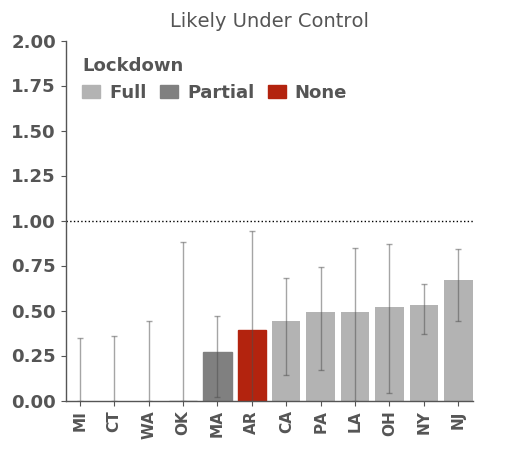 Likely Under Control
2.00
1.75
1.50
1.25
1.00
0.75
0.50
0.25
0.00
Lockdown
Full Partial None
MI CT WA OK MA AR CA PA LA OH NY NJ